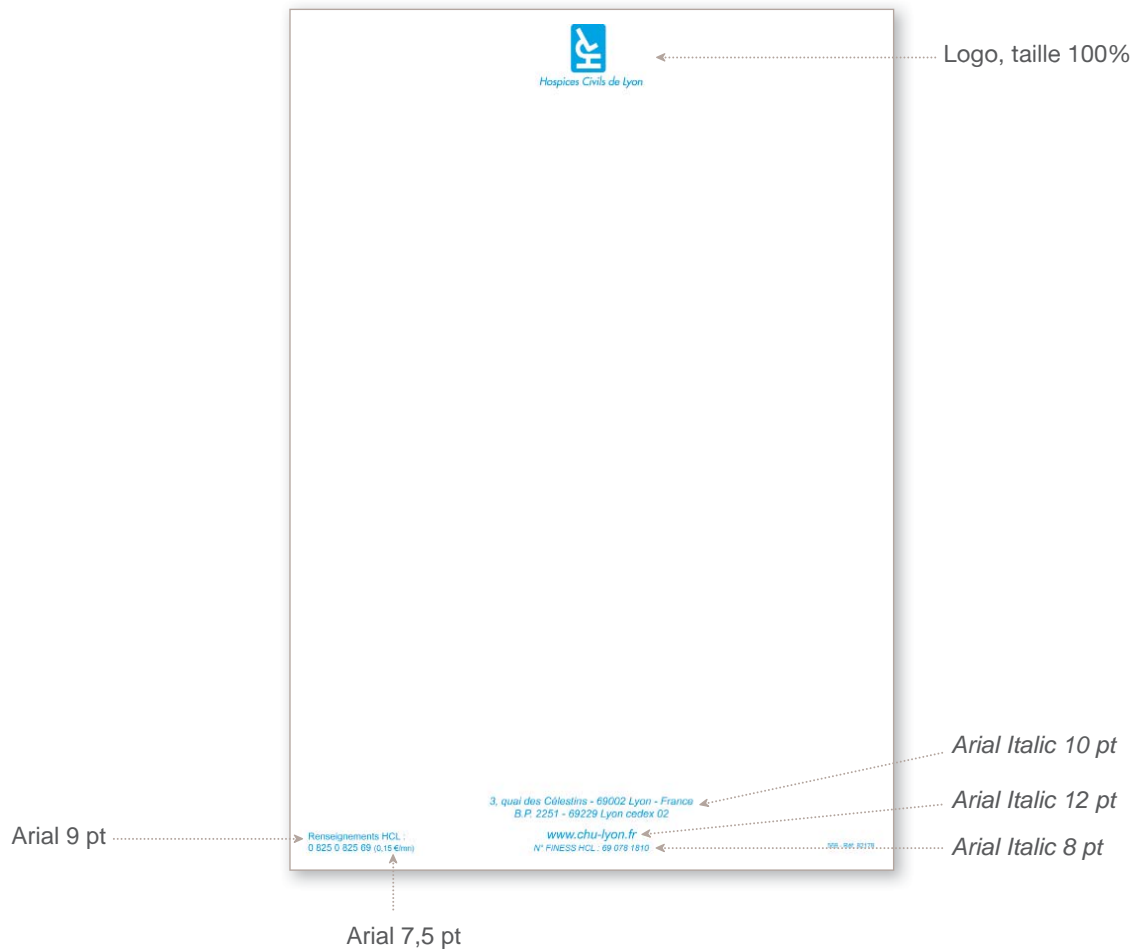 Logo, taille 100%
Hospices Civils de Lyon
Arial Italic 10 pt
3, quai des Célestins - 69002 Lyon - France
B.P. 2251 - 69229 Lyon cedex 02
Arial Italic 12 pt
www.chu-lyon.fr
Arial 9 pt
Renseignements HCL :
0 825 0 825 69 (0,15 €/mn)
N° FINESS HCL : 69 078 1810
Arial Italic 8 pt
Arial 7,5 pt